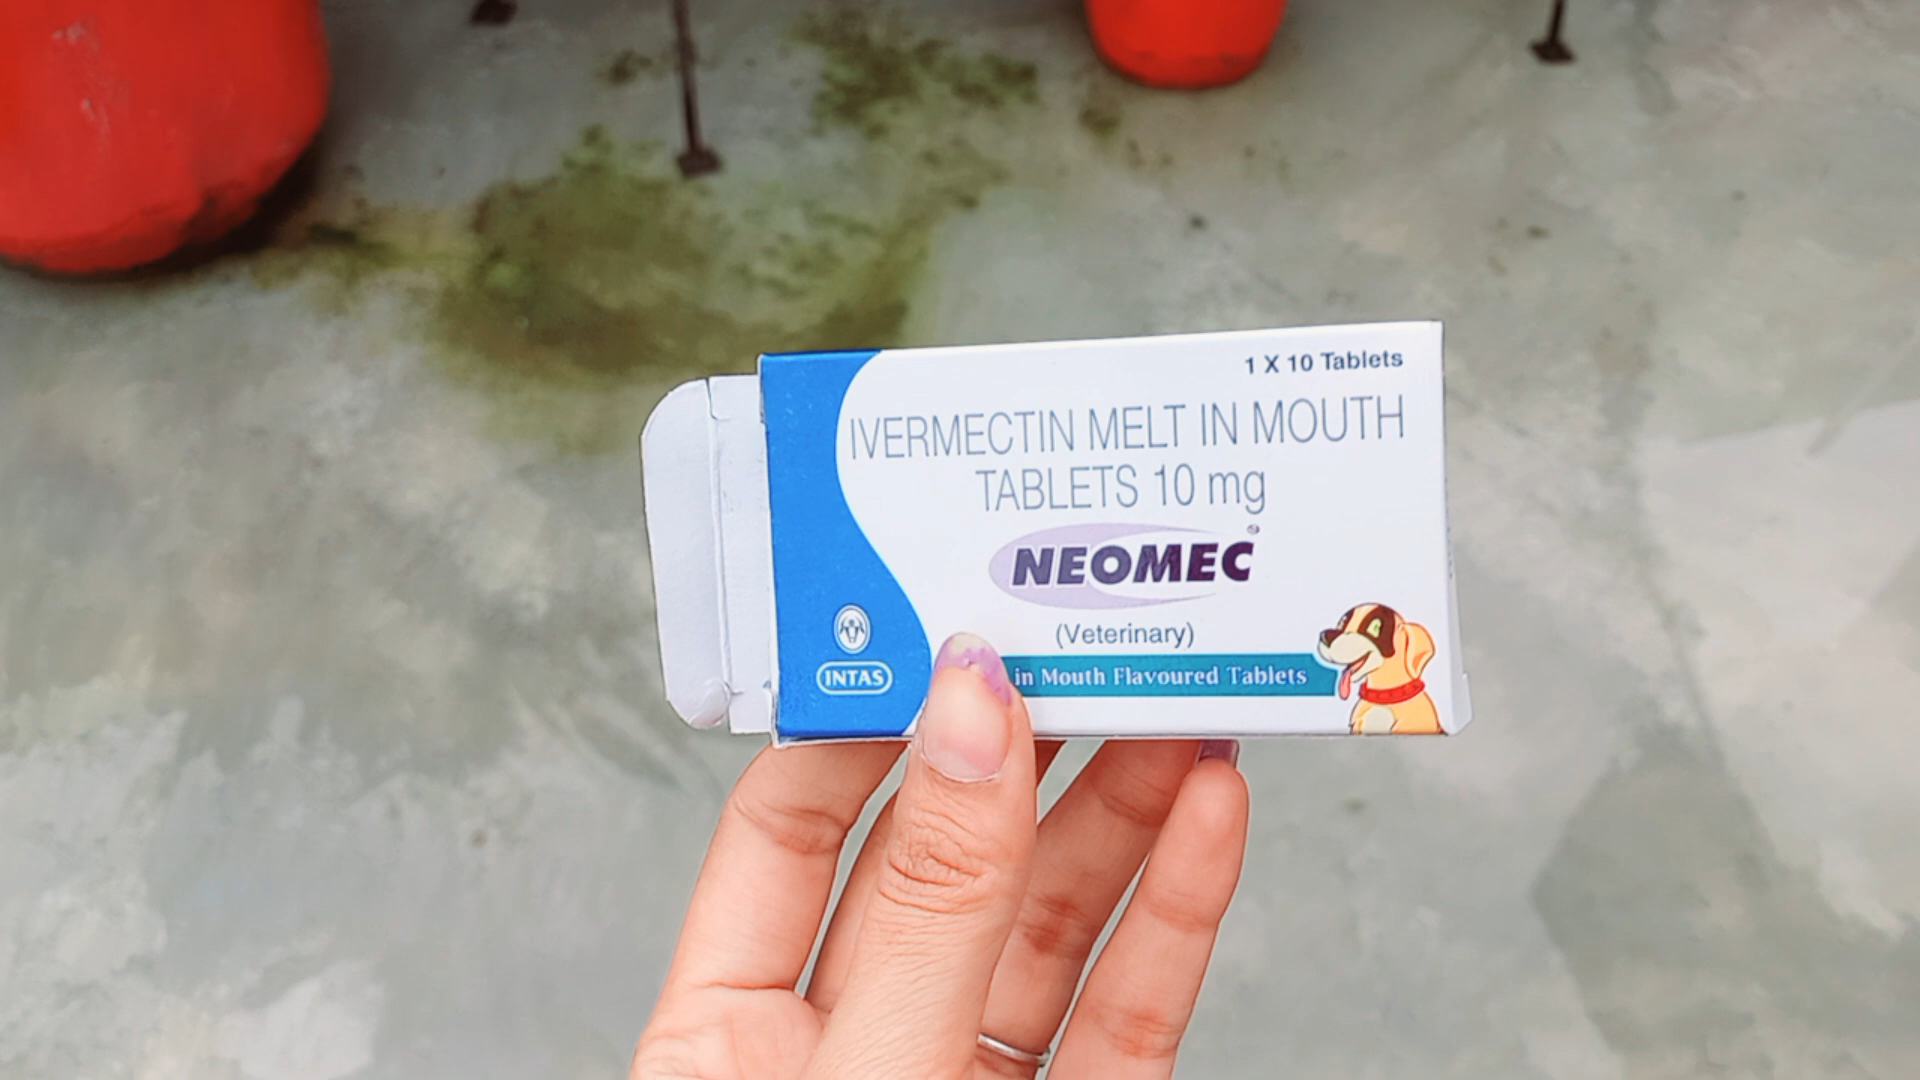 1 X 10 Tablets
IVERMECTIN MELT IN MOUTH
TABLETS 10 mg
NEOMEC®
(Veterinary)
in Mouth Flavoured Tablets
INTAS